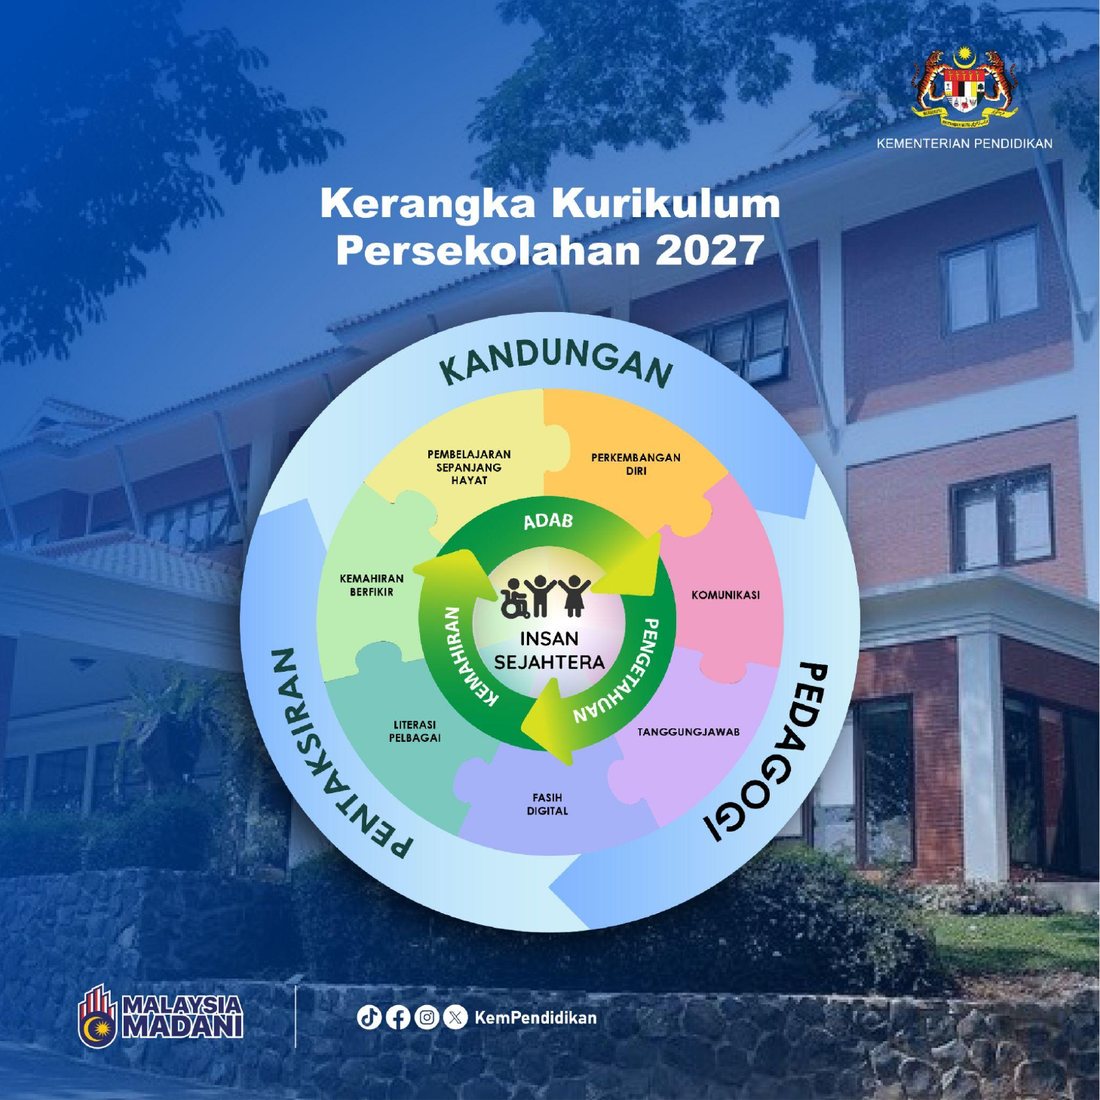 KEMENTERIAN PENDIDIKAN
Kerangka Kurikulum
Persekolahan 2027
KANDUNGAN
PEMBELAJARAN
SEPANJANG
HAYAT
PERKEMBANGAN
DIRI
ADAB
KEMAHIRAN
BERFIKIR
KOMUNIKASI
KEMAHIRAN
INSAN
SEJAHTERA
PENGETAHUAN
LITERASI
PELBAGAI
TANGGUNGJAWAB
FASIH
DIGITAL
PENTAKSIRAN
PEDAGOGI
MALAYSIA
MADANI
KemPendidikan